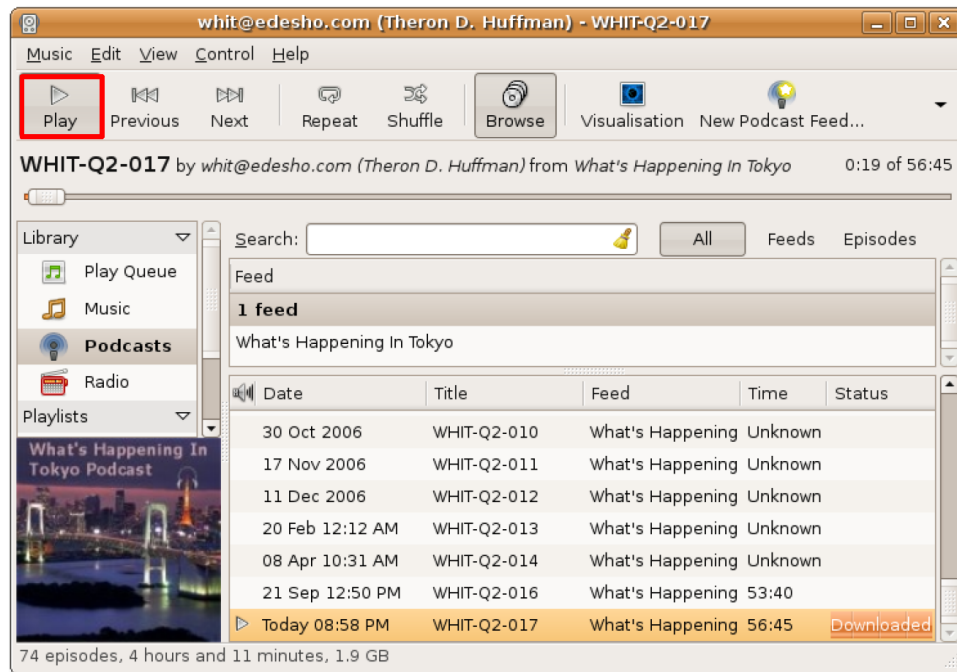 whit@edesho.com (Theron D. Huffman) - WHIT-Q2-017
Music Edit View Control Help
Play Previous Next Repeat Shuffle Browse Visualisation New Podcast Feed...
WHIT-Q2-017 by whit@edesho.com (Theron D. Huffman) from What's Happening In Tokyo 0:19 of 56:45
Library
Play Queue
Music
Podcasts
Radio
Playlists
What's Happening In
Tokyo Podcast
Search: All Feeds Episodes
Feed
1 feed
What's Happening In Tokyo
Date Title Feed Time Status
30 Oct 2006 WHIT-Q2-010 What's Happening Unknown
17 Nov 2006 WHIT-Q2-011 What's Happening Unknown
11 Dec 2006 WHIT-Q2-012 What's Happening Unknown
20 Feb 12:12 AM WHIT-Q2-013 What's Happening Unknown
08 Apr 10:31 AM WHIT-Q2-014 What's Happening Unknown
21 Sep 12:50 PM WHIT-Q2-016 What's Happening 53:40
Today 08:58 PM WHIT-Q2-017 What's Happening 56:45 Downloaded
74 episodes, 4 hours and 11 minutes, 1.9 GB